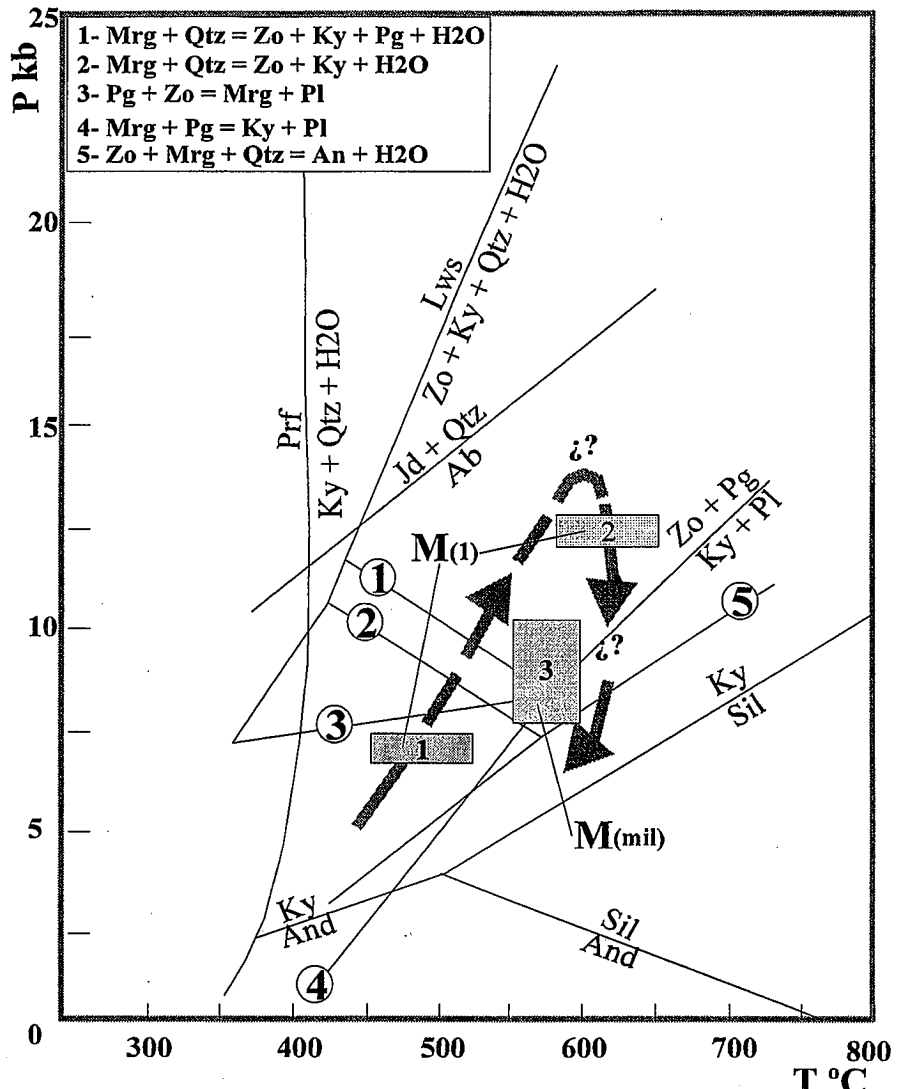 25
P kb
1- Mrg + Qtz = Zo + Ky + Pg + H2O
2- Mrg + Qtz = Zo + Ky + H2O
3- Pg + Zo = Mrg + Pl
4- Mrg + Pg = Ky + Pl
5- Zo + Mrg + Qtz = An + H2O
20
Lws
Zo + Ky + Qtz + H2O
Prf
Ky + Qtz + H2O
15
Jd + Qtz
Ab
¿?
Zo + Pg
Ky + Pl
M(1)
2
1
5
10
2
¿?
3
Ky
Sil
3
1
5
M(mil)
Ky
And
Sil
And
4
0
300
400
500
600
700
800
T ºC